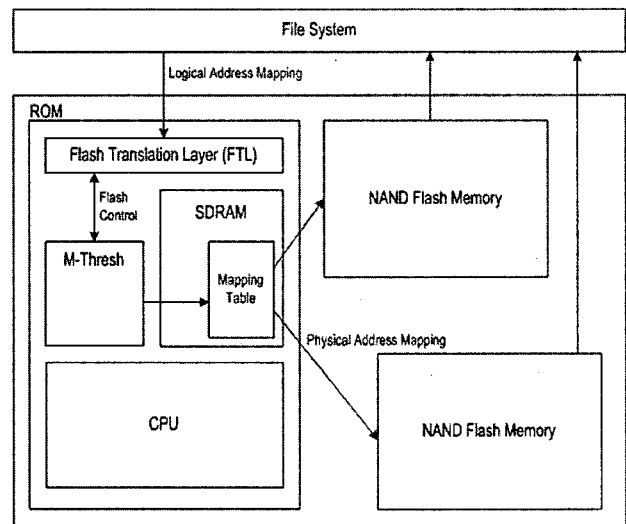 File System
Logical Address Mapping
ROM
Flash Translation Layer (FTL)
Flash
Control
SDRAM
NAND Flash Memory
M-Thresh
Mapping
Table
Physical Address Mapping
CPU
NAND Flash Memory